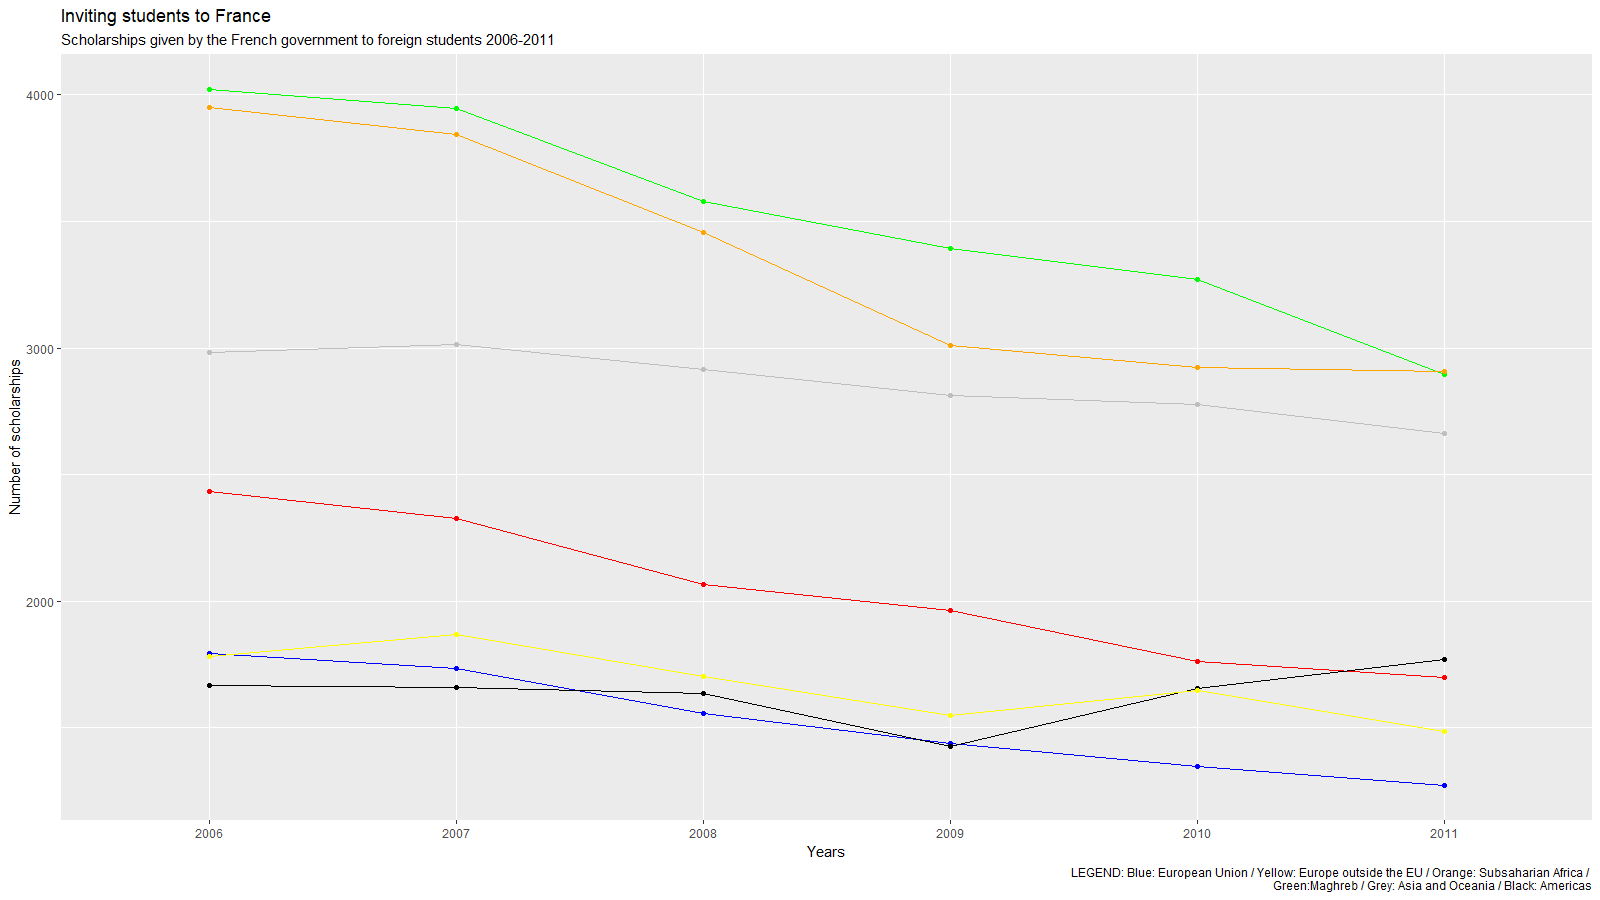 Inviting students to France
Scholarships given by the French government to foreign students 2006-2011
4000
3000
2000
Number of scholarships
2006 2007 2008 2009 2010 2011
Years
LEGEND: Blue: European Union / Yellow: Europe outside the EU / Orange: Subsaharian Africa /
Green:Maghreb / Grey: Asia and Oceania / Black: Americas